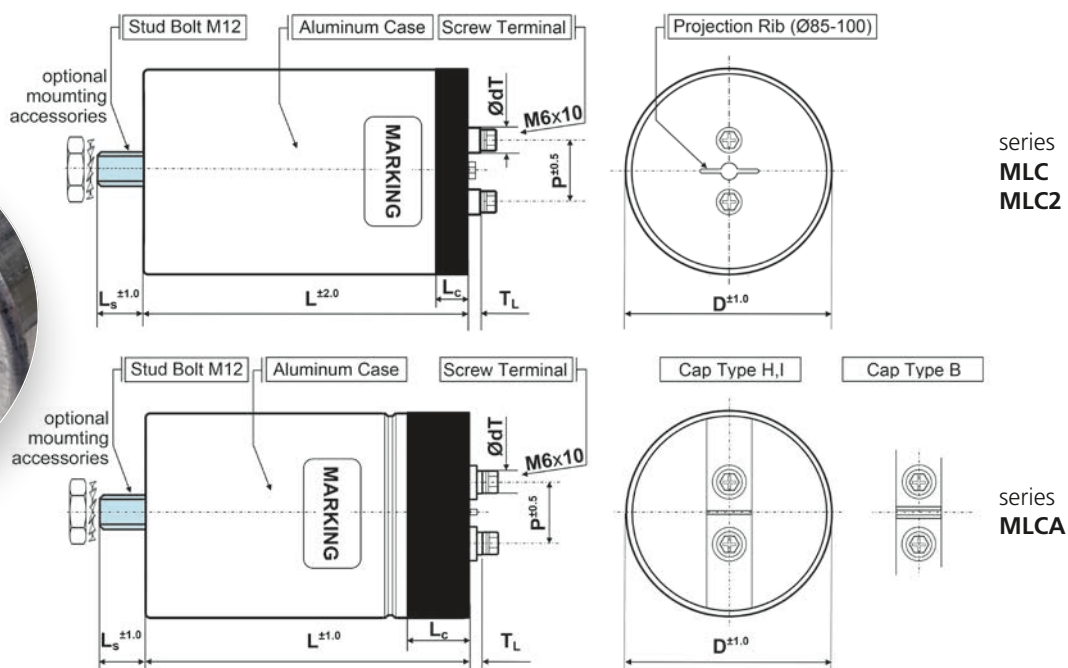 Stud Bolt M12
Aluminum Case
Screw Terminal
Projection Rib (Ø85-100)
optional
moumting
accessories
MARKING
ØdT
M6x10
P±0.5
series
MLC
MLC2
Ls±1.0
L±2.0
Lc
TL
D±1.0
Stud Bolt M12
Aluminum Case
Screw Terminal
Cap Type H,I
Cap Type B
optional
moumting
accessories
MARKING
ØdT
M6x10
P±0.5
series
MLCA
Ls±1.0
L±1.0
Lc
TL
D±1.0